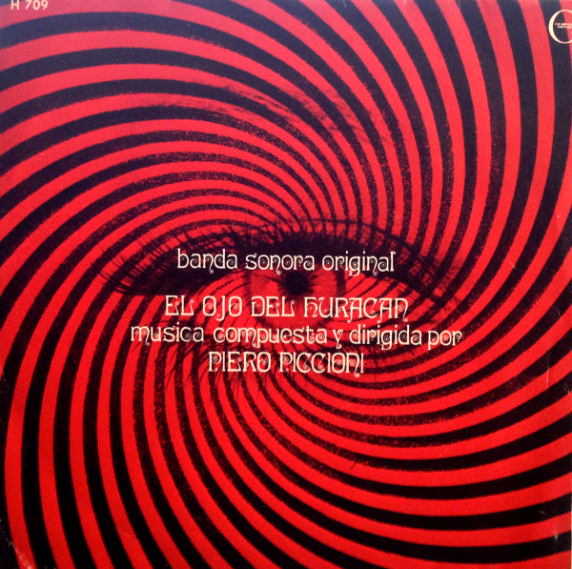 H 709
banda sonora original
EL OJO DEL HURACAN
musica compuesta y dirigida por
PIERO PICCIONI